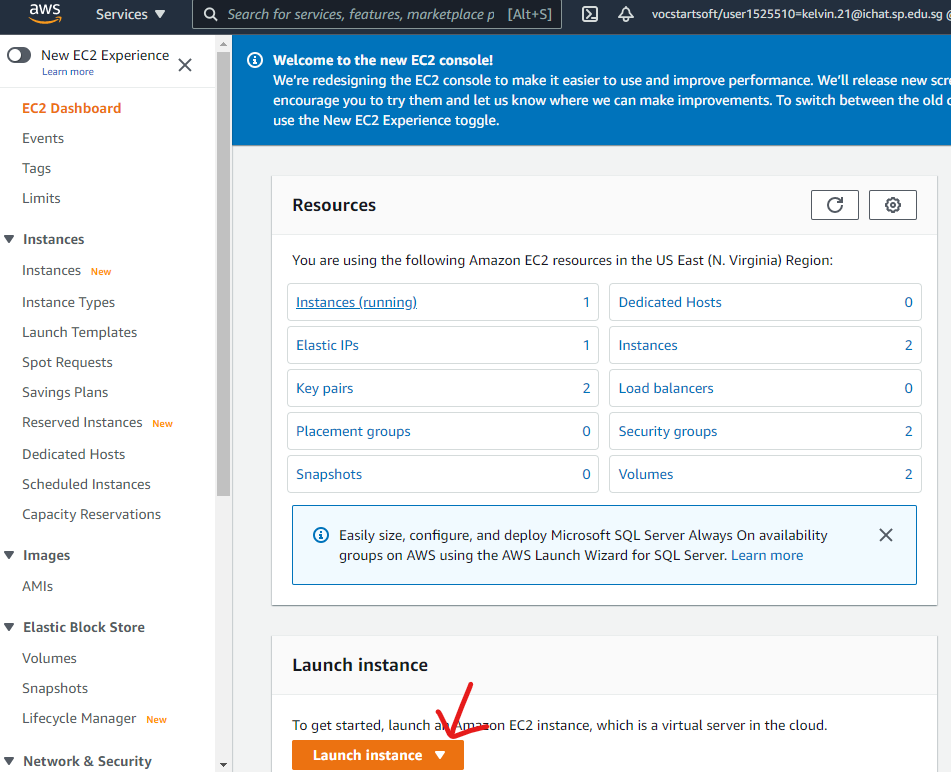 aws
Services
Search for services, features, marketplace p
[Alt+S]
vocstartsoft/user1525510=kelvin.21@ichat.sp.edu.sg @
New EC2 Experience
Learn more
EC2 Dashboard
Events
Tags
Limits
Instances
Instances New
Instance Types
Launch Templates
Spot Requests
Savings Plans
Reserved Instances New
Dedicated Hosts
Scheduled Instances
Capacity Reservations
Images
AMIs
Elastic Block Store
Volumes
Snapshots
Lifecycle Manager New
Network & Security
Welcome to the new EC2 console!
We're redesigning the EC2 console to make it easier to use and improve performance. We'll release new scre
encourage you to try them and let us know where we can make improvements. To switch between the old c
use the New EC2 Experience toggle.
Resources
You are using the following Amazon EC2 resources in the US East (N. Virginia) Region:
Instances (running) 1
Dedicated Hosts 0
Elastic IPs 1
Instances 2
Key pairs 2
Load balancers 0
Placement groups 0
Security groups 2
Snapshots 0
Volumes 2
Easily size, configure, and deploy Microsoft SQL Server Always On availability
groups on AWS using the AWS Launch Wizard for SQL Server. Learn more
Launch instance
To get started, launch an Amazon EC2 instance, which is a virtual server in the cloud.
Launch instance